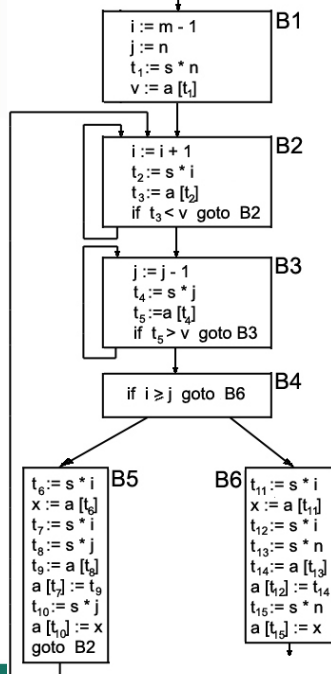 B1
i := m - 1
j := n
t₁:= s * n
v := a [t₁]
B2
i := i + 1
t₂:= s * i
t₃:= a [t₂]
if t₃< v goto B2
B3
j := j - 1
t₄:= s * j
t₅:=a [t₄]
if t₅> v goto B3
B4
if i ⩾ j goto B6
B5
t₆:= s * i
x := a [t₆]
t₇:= s * i
t₈:= s * j
t₉:= a [t₈]
a [t₇] := t₉
t₁₀:= s * j
a [t₁₀] := x
goto B2
B6
t₁₁:= s * i
x := a [t₁₁]
t₁₂:= s * i
t₁₃:= s * n
t₁₄:= a [t₁₃]
a [t₁₂] := t₁₄
t₁₅:= s * n
a [t₁₅] := x